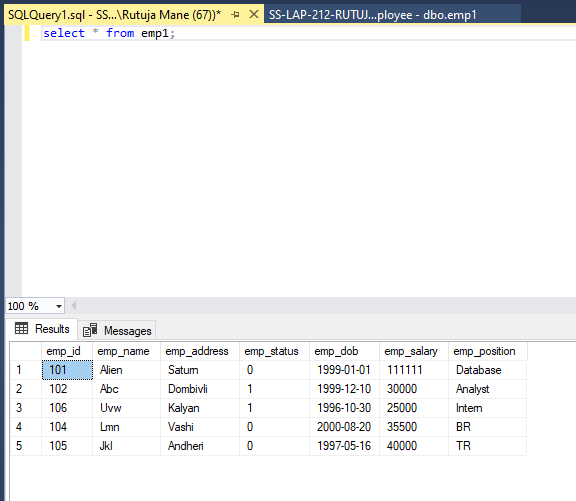 SQLQuery1.sql - SS...\Rutuja Mane (67))* SS-LAP-212-RUTUJ...ployee - dbo.emp1
select * from emp1;
100 %
Results Messages
emp_id emp_name emp_address emp_status emp_dob emp_salary emp_position
1 101 Alien Saturn 0 1999-01-01 111111 Database
2 102 Abc Dombivli 1 1999-12-10 30000 Analyst
3 106 Uvw Kalyan 1 1996-10-30 25000 Intern
4 104 Lmn Vashi 0 2000-08-20 35500 BR
5 105 Jkl Andheri 0 1997-05-16 40000 TR